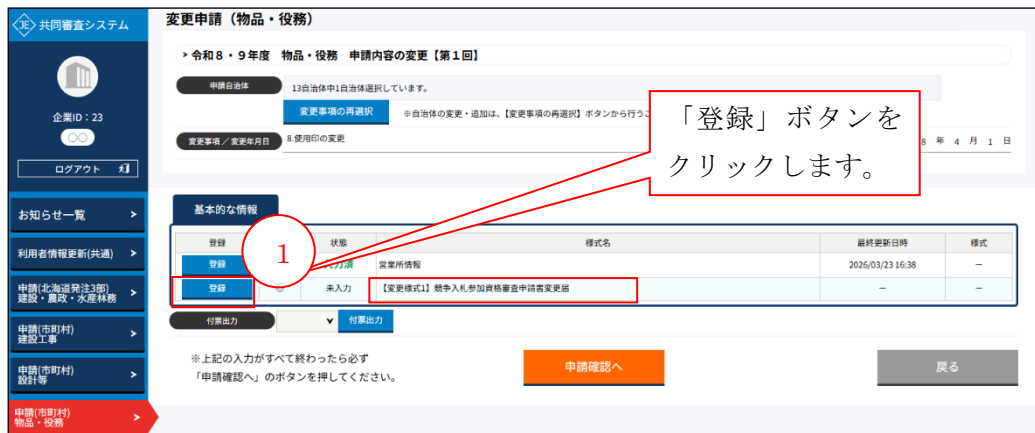 JE 共同審査システム
企業ID：23
○○
ログアウト
お知らせ一覧 >
利用者情報更新(共通) >
申請(北海道発注3部)
建設・農政・水産林務 >
申請(市町村)
建設工事 >
申請(市町村)
設計等 >
申請(市町村)
物品・役務 >
変更申請（物品・役務）
> 令和８・９年度　物品・役務　申請内容の変更【第１回】
申請自治体 13自治体中1自治体選択しています。
変更事項の再選択 ※自治体の変更・追加は、【変更事項の再選択】ボタンから行うこ
変更事項／変更年月日 8.使用印の変更 8 年 4 月 1 日
「登録」ボタンを
クリックします。
基本的な情報
登録 状態 様式名 最終更新日時 様式
登録 済 営業所情報 2026/03/23 16:38 －
登録 未入力 【変更様式1】競争入札参加資格審査申請書変更届 － －
1
付票出力 付票出力
※上記の入力がすべて終わったら必ず
「申請確認へ」のボタンを押してください。
申請確認へ 戻る